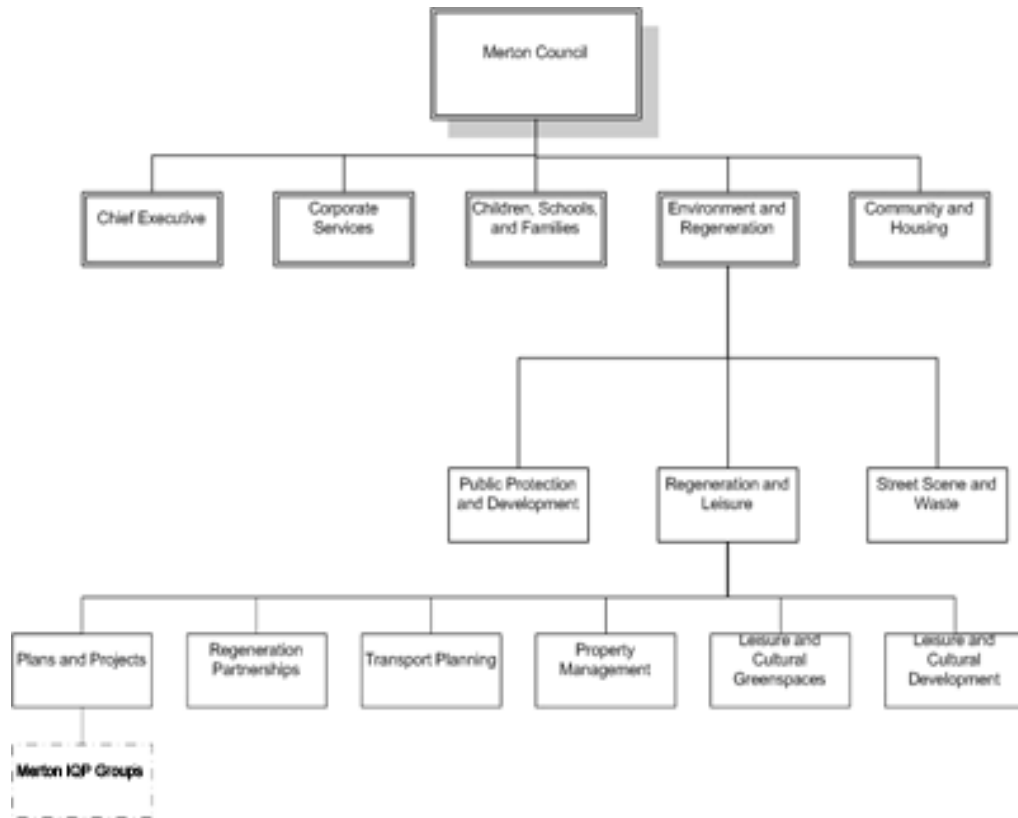 Merton Council
Chief Executive
Corporate
Services
Children, Schools,
and Families
Environment and
Regeneration
Community and
Housing
Public Protection
and Development
Regeneration and
Leisure
Street Scene and
Waste
Plans and Projects
Regeneration
Partnerships
Transport Planning
Property
Management
Leisure and
Cultural
Greenspaces
Leisure and
Cultural
Development
Merton IQP Groups